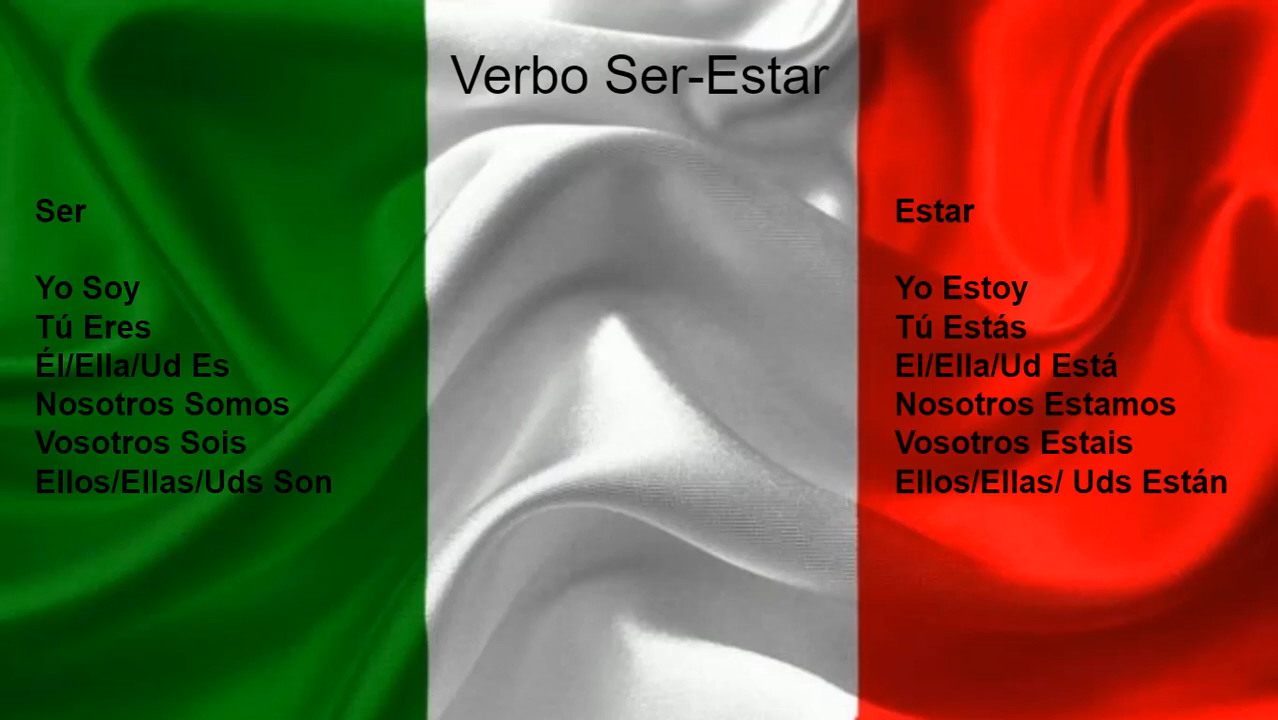 Verbo Ser-Estar
Ser
Yo Soy
Tú Eres
Él/Ella/Ud Es
Nosotros Somos
Vosotros Sois
Ellos/Ellas/Uds Son
Estar
Yo Estoy
Tú Estás
El/Ella/Ud Está
Nosotros Estamos
Vosotros Estais
Ellos/Ellas/ Uds Están